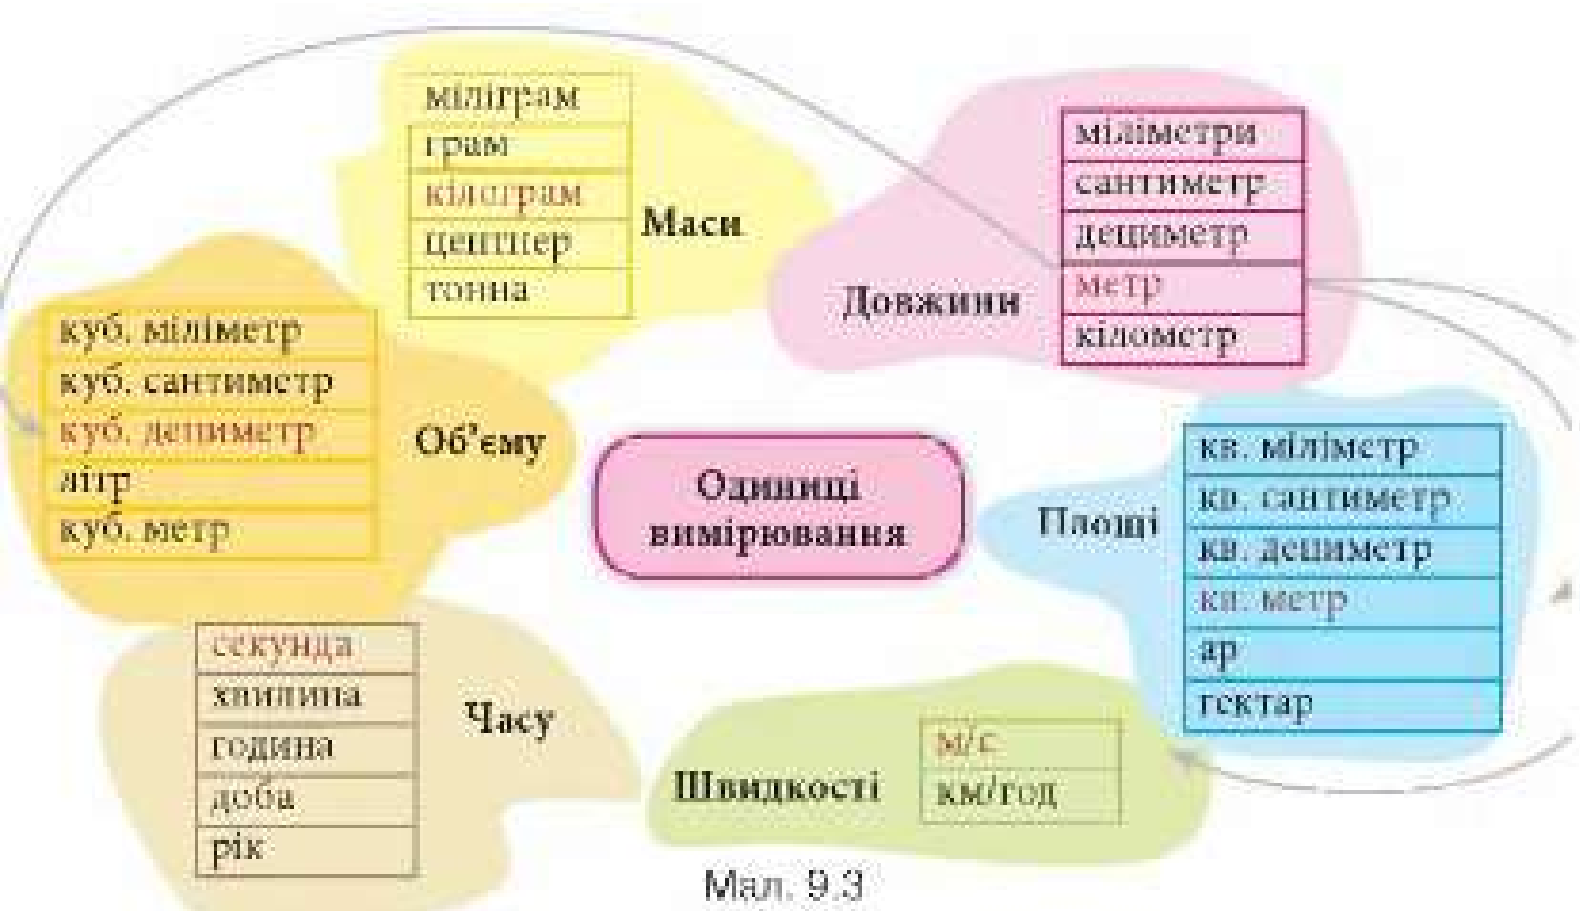 міліграм
грам
кілограм
центнер
тонна
Маси
міліметри
сантиметр
дециметр
метр
кілометр
Довжини
куб. міліметр
куб. сантиметр
куб. дециметр
літр
куб. метр
Об'єму
Одиниці
вимірювання
Площі
кв. міліметр
кв. сантиметр
кв. дециметр
кв. метр
ар
гектар
секунда
хвилина
година
доба
рік
Часу
Швидкості
м/с
км/год
Мал. 9.3